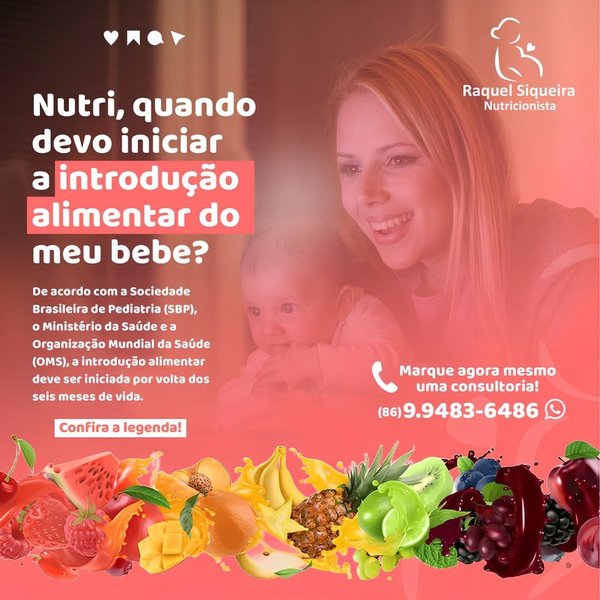 Raquel Siqueira
Nutricionista
Nutri, quando
devo iniciar
a introdução
alimentar do
meu bebe?
De acordo com a Sociedade
Brasileira de Pediatria (SBP),
o Ministério da Saúde e a
Organização Mundial da Saúde
(OMS), a introdução alimentar
deve ser iniciada por volta dos
seis meses de vida.
Confira a legenda!
Marque agora mesmo
uma consultoria!
(86)9.9483-6486